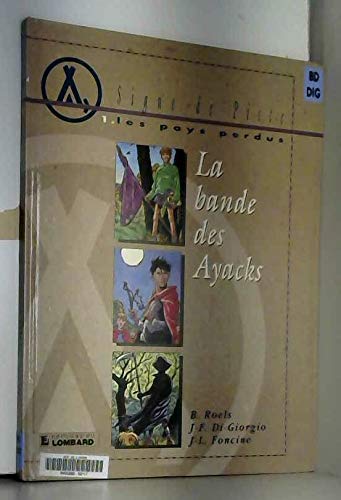 Signe de Piste
1. les pays perdus
BD
DIG
La
bande
des
Ayacks
B. Roels
J.F. Di Giorgio
J-L. Foncine
LOMBARD